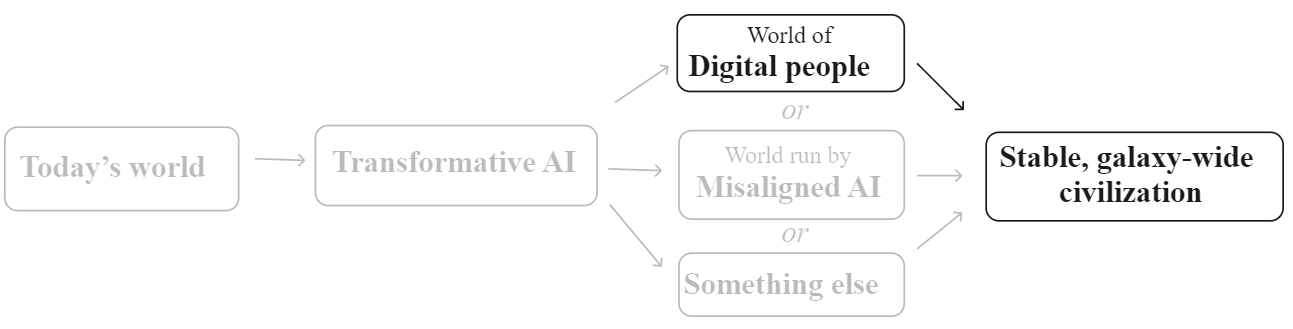 Today's world
Transformative AI
World of
Digital people
or
World run by
Misaligned AI
or
Something else
Stable, galaxy-wide
civilization